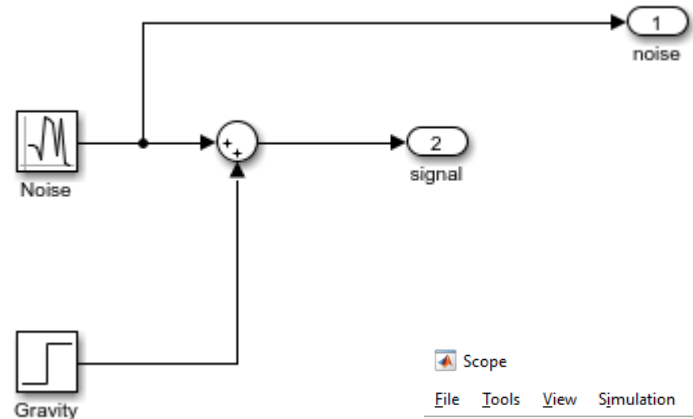 1
noise
2
signal
Noise
Gravity
Scope
File Tools View Simulation